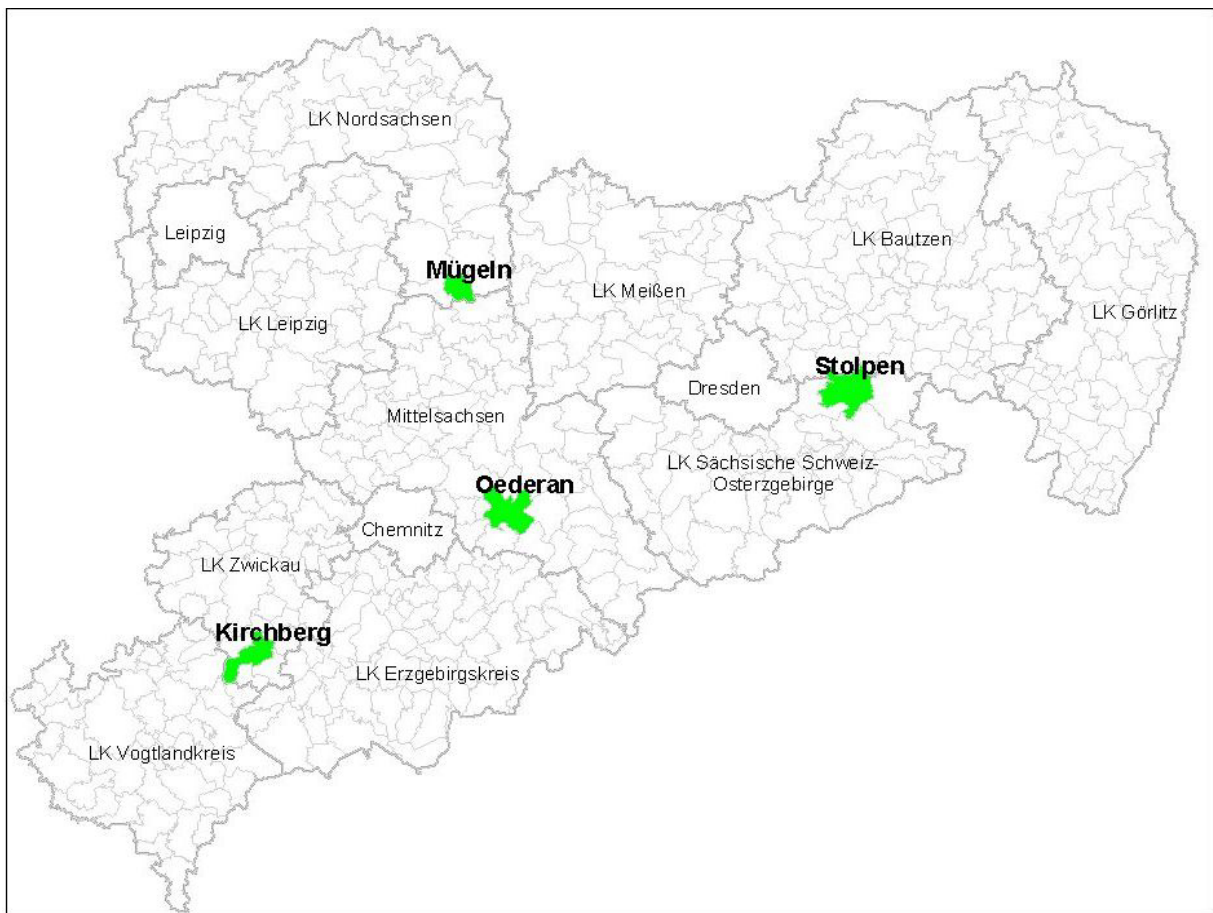 LK Nordsachsen
Leipzig
LK Bautzen
Mügeln
LK Meißen
LK Görlitz
LK Leipzig
Stolpen
Dresden
Mittelsachsen
LK Sächsische Schweiz-
Osterzgebirge
Oederan
Chemnitz
LK Zwickau
Kirchberg
LK Erzgebirgskreis
LK Vogtlandkreis